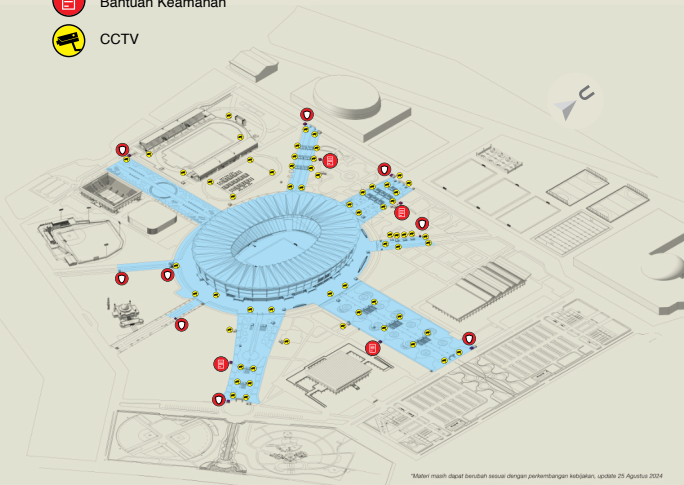 Bantuan Keamanan
CCTV
U
*Materi masih dapat berubah sesuai dengan perkembangan kebijakan, update 25 Agustus 2024